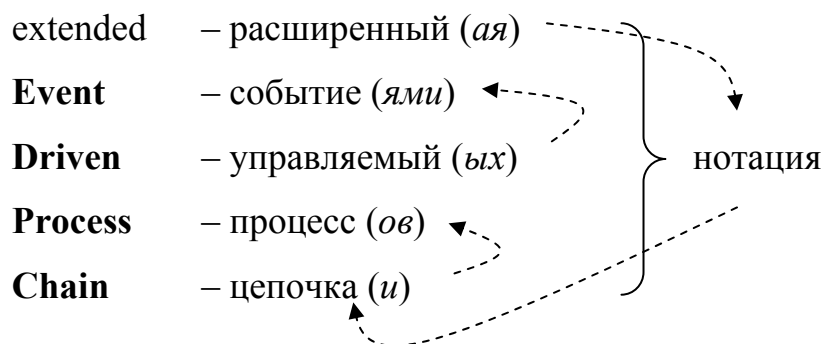 extended – расширенный (ая)
Event – событие (ями)
Driven – управляемый (ых) нотация
Process – процесс (ов)
Chain – цепочка (и)